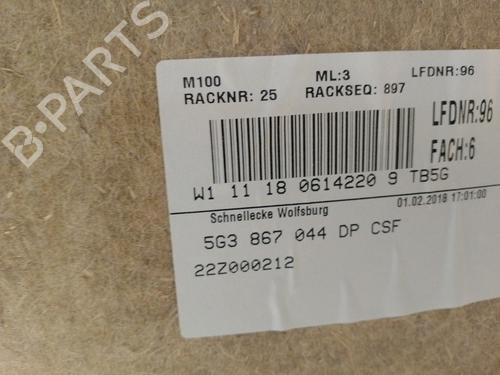 B-PARTS
M100 ML:3 LFDNR:96
RACKNR: 25 RACKSEQ: 897
LFDNR:96
FACH:6
W1 11 18 0614220 9 TB5G
Schnellecke Wolfsburg 01.02.2018 17:01:00
5G3 867 044 DP CSF
22Z000212